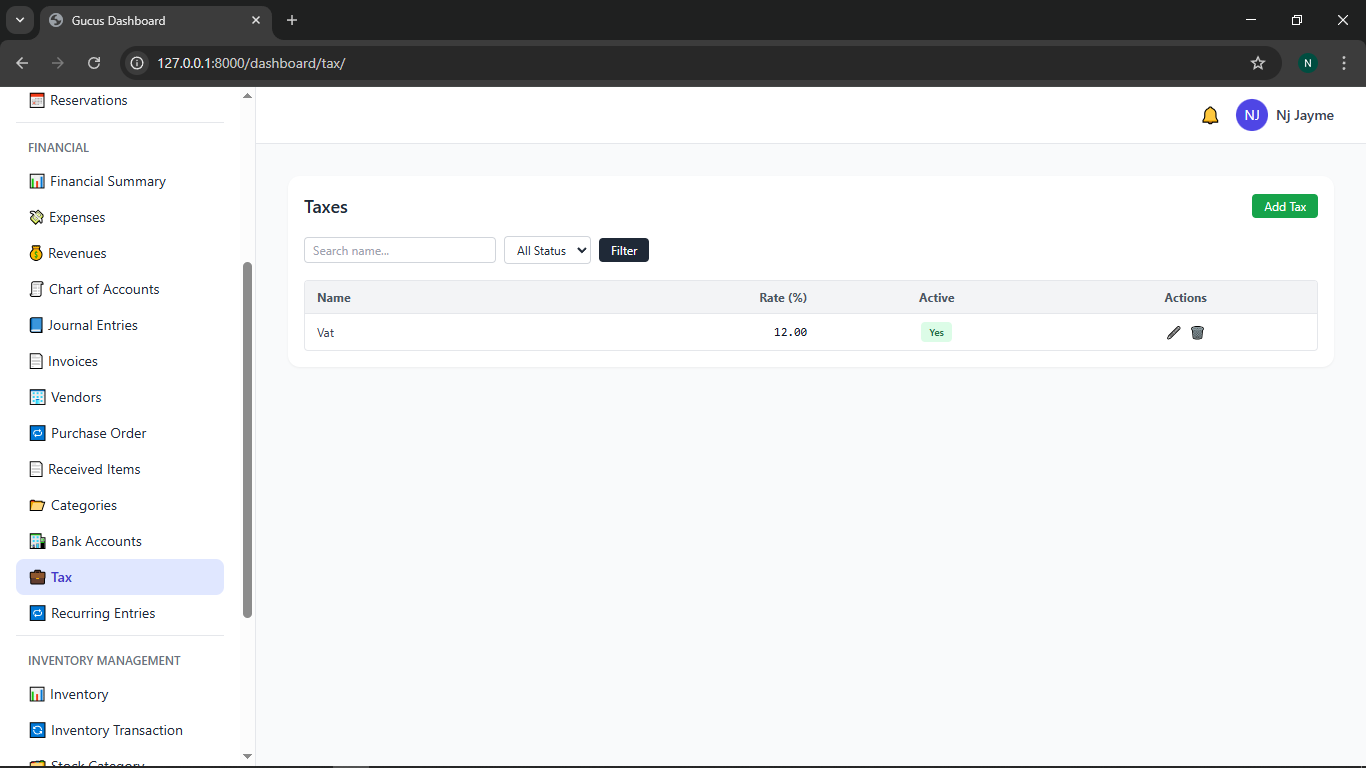 Gucus Dashboard
127.0.0.1:8000/dashboard/tax/
N
Reservations
FINANCIAL
Financial Summary
Expenses
Revenues
Chart of Accounts
Journal Entries
Invoices
Vendors
Purchase Order
Received Items
Categories
Bank Accounts
Tax
Recurring Entries
INVENTORY MANAGEMENT
Inventory
Inventory Transaction
Stock Category
NJ Nj Jayme
Taxes Add Tax
Search name... All Status Filter
Name Rate (%) Active Actions
Vat 12.00 Yes